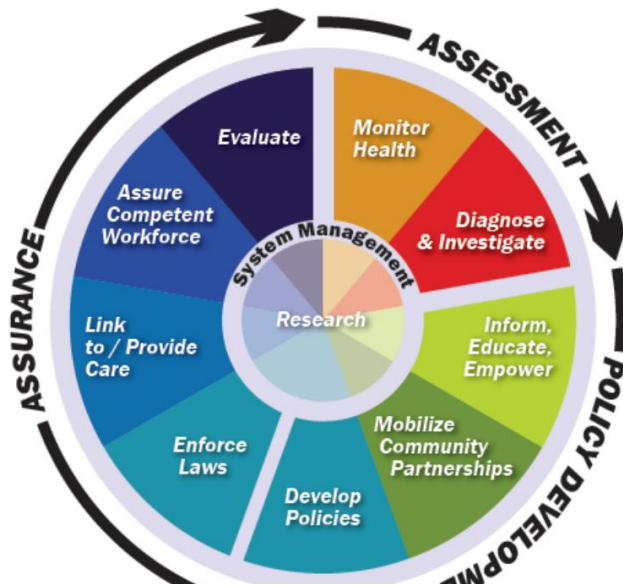 ASSESSMENT
POLICY DEVELOPME
ASSURANCE
Monitor
Health
Diagnose
& Investigate
Inform,
Educate,
Empower
Mobilize
Community
Partnerships
Develop
Policies
Enforce
Laws
Link
to / Provide
Care
Assure
Competent
Workforce
Evaluate
System Management
Research